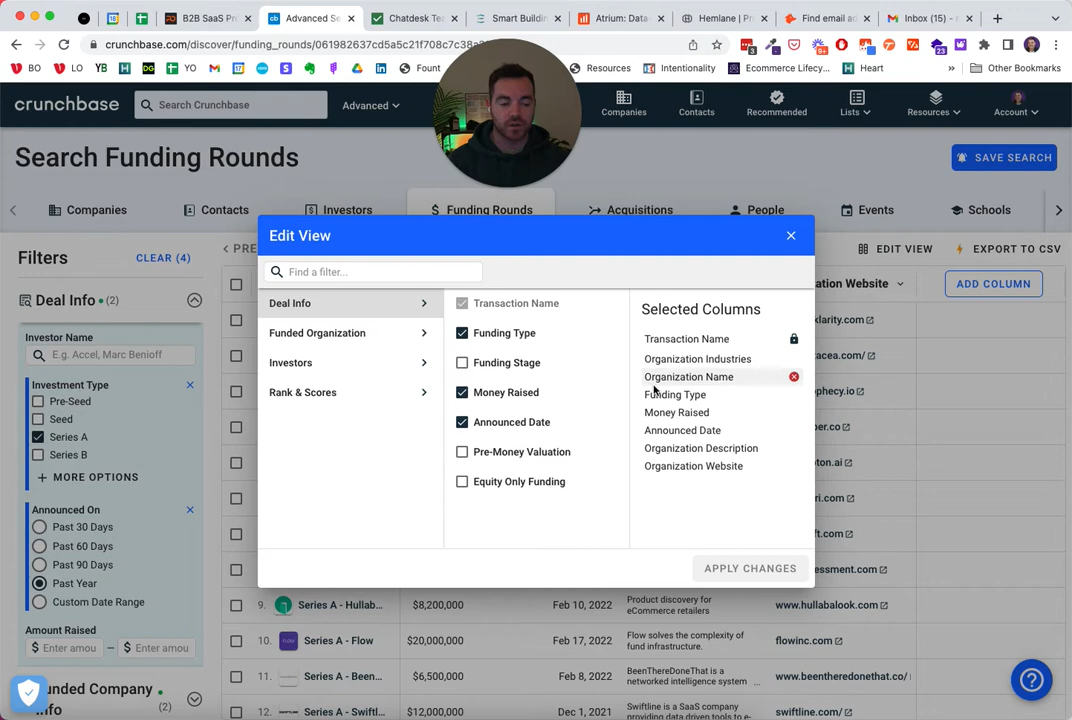 B2B SaaS Pro
Advanced Se
Chatdesk Tea
Smart Building
Atrium: Data-
Hemlane | Pr
Find email ad
Inbox (15) - n
crunchbase.com/discover/funding_rounds/061982637cd5a5c21f708c7c38a
BO
LO
YB
DG
YO
Fount
Resources
Intentionality
Ecommerce Lifecy...
Heart
»
Other Bookmarks
crunchbase
Search Crunchbase
Advanced
Companies
Contacts
Recommended
Lists
Resources
Account
Search Funding Rounds
SAVE SEARCH
Companies
Contacts
Investors
Funding Rounds
Acquisitions
People
Events
Schools
Filters
CLEAR (4)
PRE
EDIT VIEW
EXPORT TO CSV
Deal Info • (2)
ion Website
ADD COLUMN
Investor Name
E.g. Accel, Marc Benioff
Investment Type
Pre-Seed
Seed
Series A
Series B
+ MORE OPTIONS
Announced On
Past 30 Days
Past 60 Days
Past 90 Days
Past Year
Custom Date Range
Amount Raised
$ Enter amou – $ Enter amou
unded Company
Info
(2)
Edit View
Find a filter...
Deal Info
Funded Organization
Investors
Rank & Scores
Transaction Name
Funding Type
Funding Stage
Money Raised
Announced Date
Pre-Money Valuation
Equity Only Funding
Selected Columns
Transaction Name
Organization Industries
Organization Name
Funding Type
Money Raised
Announced Date
Organization Description
Organization Website
APPLY CHANGES
klarity.com
acea.com/
phecy.io
er.co
ton.ai
ri.com
ft.com
essment.com
9. Series A - Hullab... $8,200,000 Feb 10, 2022 Product discovery for
eCommerce retailers
www.hullabalook.com
10. Series A - Flow $20,000,000 Feb 17, 2022 Flow solves the complexity of
fund infrastructure.
flowinc.com
11. Series A - Been... $6,500,000 Feb 8, 2022 BeenThereDoneThat is a
networked intelligence system ...
www.beentheredonethat.co/
12. Series A - Swiftl... $12,000,000 Dec 1, 2021 Swiftline is a SaaS company
providing data driven tools to e-
swiftline.com/